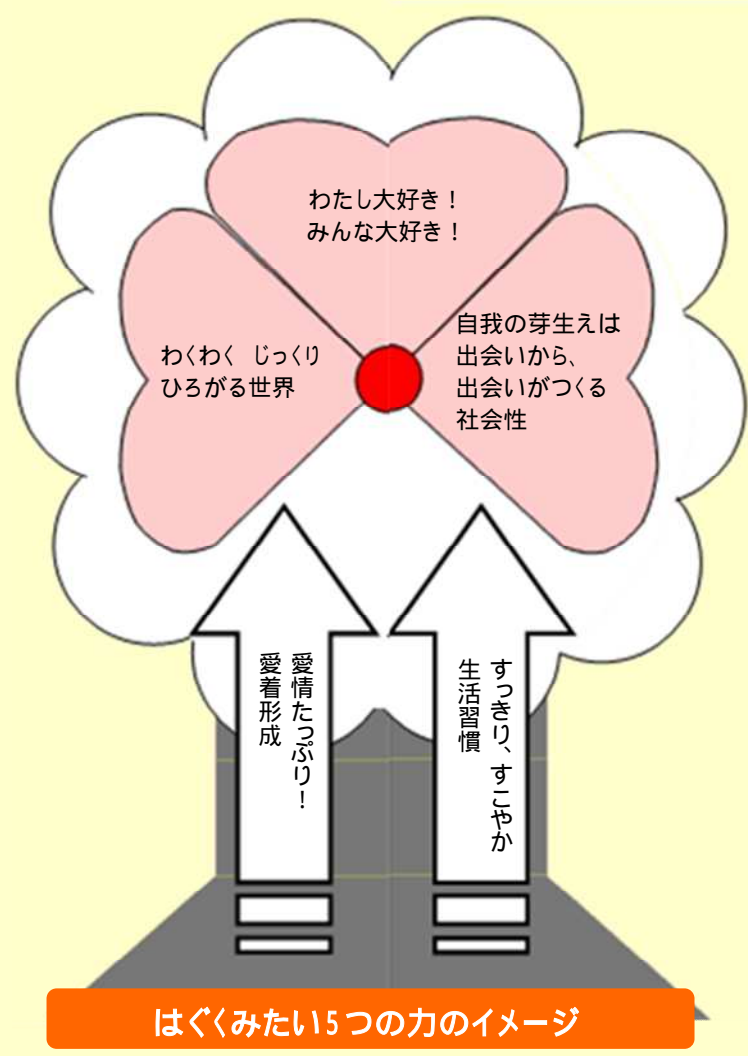 わたし大好き！
みんな大好き！
わくわく　じっくり
ひろがる世界
自我の芽生えは
出会いから、
出会いがつくる
社会性
愛情たっぷり！
愛着形成
すっきり、すこやか
生活習慣
はぐくみたい５つの力のイメージ